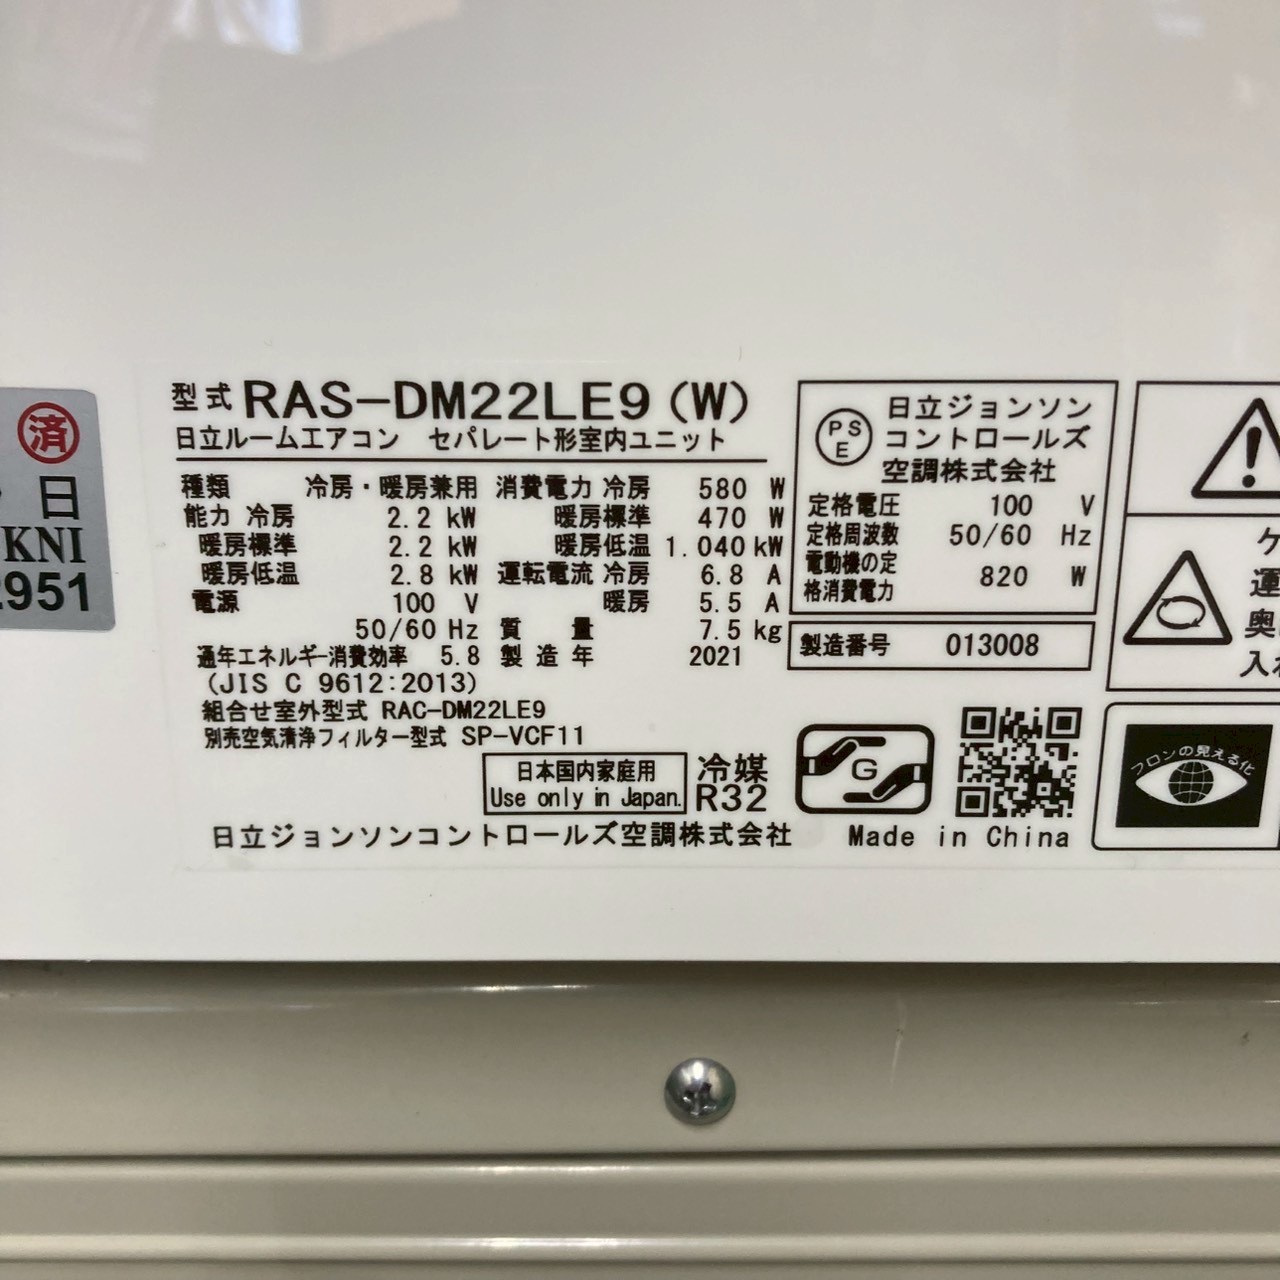 済
日
KNI
2951
型式 RAS-DM22LE9 (W)
日立ルームエアコン セパレート形室内ユニット
種類 冷房・暖房兼用 消費電力 冷房 580 W
能力 冷房 2.2 kW 暖房標準 470 W
暖房標準 2.2 kW 暖房低温 1.040 kW
暖房低温 2.8 kW 運転電流 冷房 6.8 A
電源 100 V 暖房 5.5 A
50/60 Hz 質量 7.5 kg
通年エネルギー消費効率 5.8 製造年 2021
(JIS C 9612:2013)
組合せ室外型式 RAC-DM22LE9
別売空気清浄フィルター型式 SP-VCF11
日本国内家庭用
Use only in Japan.
冷媒
R32
日立ジョンソンコントロールズ空調株式会社
PS
E
日立ジョンソン
コントロールズ
空調株式会社
定格電圧 100 V
定格周波数 50/60 Hz
電動機の定
格消費電力 820 W
製造番号 013008
G
Made in China
ケ
運
奥
入
フロンの見える化